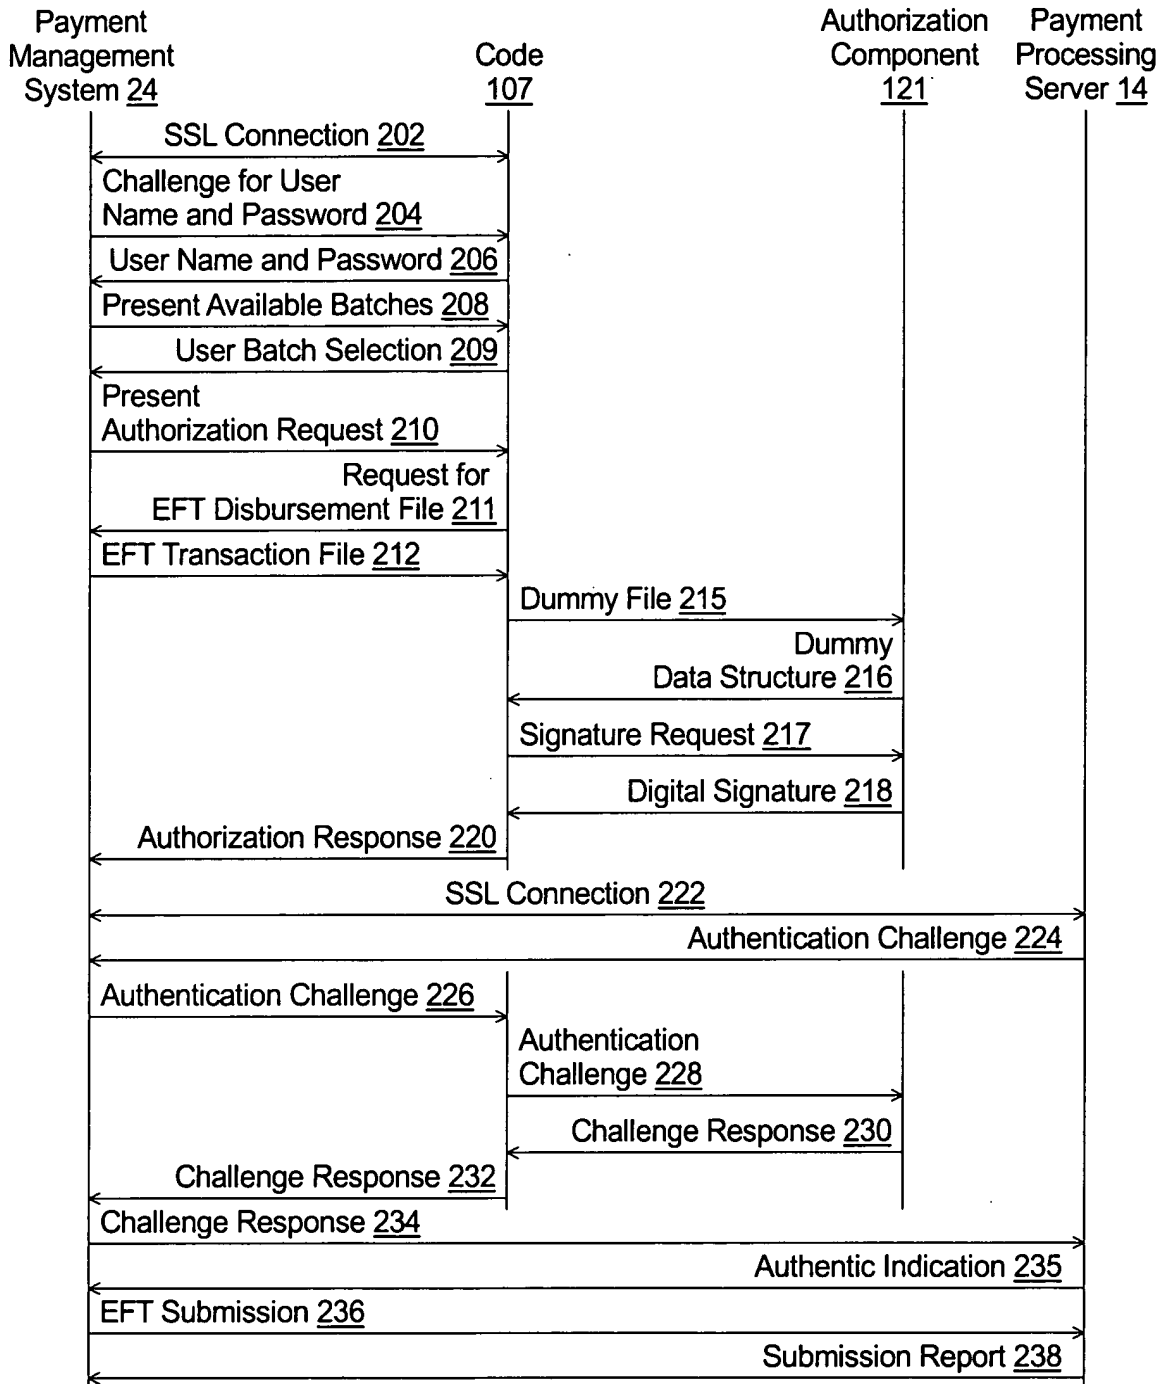 Payment
Management
System 24
Code
107
Authorization
Component
121
Payment
Processing
Server 14
SSL Connection 202
Challenge for User
Name and Password 204
User Name and Password 206
Present Available Batches 208
User Batch Selection 209
Present
Authorization Request 210
Request for
EFT Disbursement File 211
EFT Transaction File 212
Dummy File 215
Dummy
Data Structure 216
Signature Request 217
Digital Signature 218
Authorization Response 220
SSL Connection 222
Authentication Challenge 224
Authentication Challenge 226
Authentication
Challenge 228
Challenge Response 230
Challenge Response 232
Challenge Response 234
Authentic Indication 235
EFT Submission 236
Submission Report 238